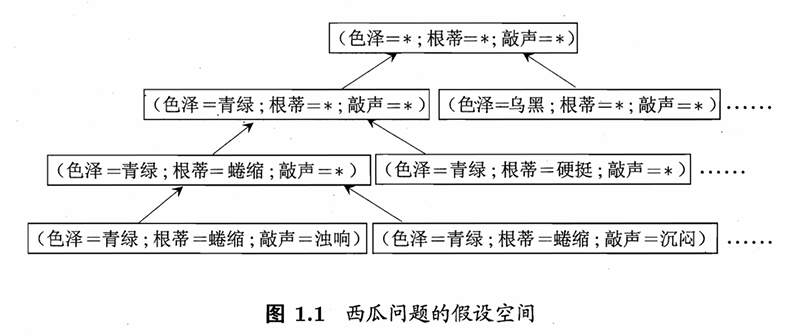 (色泽=*;根蒂=*;敲声=*)
(色泽=青绿;根蒂=*;敲声=*) (色泽=乌黑;根蒂=*;敲声=*) ……
(色泽=青绿;根蒂=蜷缩;敲声=*) (色泽=青绿;根蒂=硬挺;敲声=*) ……
(色泽=青绿;根蒂=蜷缩;敲声=浊响) (色泽=青绿;根蒂=蜷缩;敲声=沉闷) ……
图 1.1 西瓜问题的假设空间